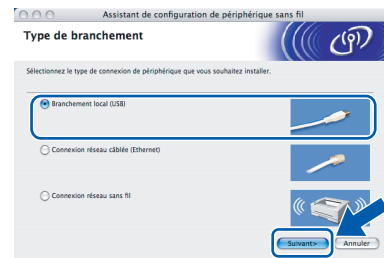 Assistant de configuration de périphérique sans fil
Type de branchement
Sélectionnez le type de connexion de périphérique que vous souhaitez installer.
Branchement local (USB)
Connexion réseau câblée (Ethernet)
Connexion réseau sans fil
Suivant> Annuler